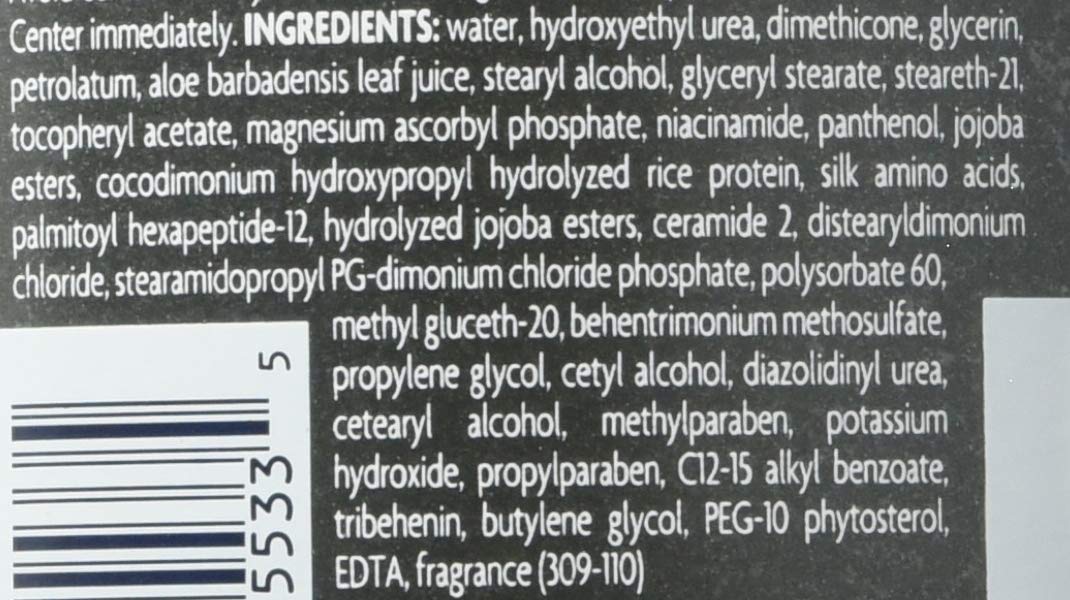 Center immediately. INGREDIENTS: water, hydroxyethyl urea, dimethicone, glycerin,
petrolatum, aloe barbadensis leaf juice, stearyl alcohol, glyceryl stearate, steareth-21,
tocopheryl acetate, magnesium ascorbyl phosphate, niacinamide, panthenol, jojoba
esters, cocodimonium hydroxypropyl hydrolyzed rice protein, silk amino acids,
palmitoyl hexapeptide-12, hydrolyzed jojoba esters, ceramide 2, distearyldimonium
chloride, stearamidopropyl PG-dimonium chloride phosphate, polysorbate 60,
methyl gluceth-20, behentrimonium methosulfate,
propylene glycol, cetyl alcohol, diazolidinyl urea,
cetearyl alcohol, methylparaben, potassium
hydroxide, propylparaben, C12-15 alkyl benzoate,
tribehenin, butylene glycol, PEG-10 phytosterol,
EDTA, fragrance (309-110)
5
5533